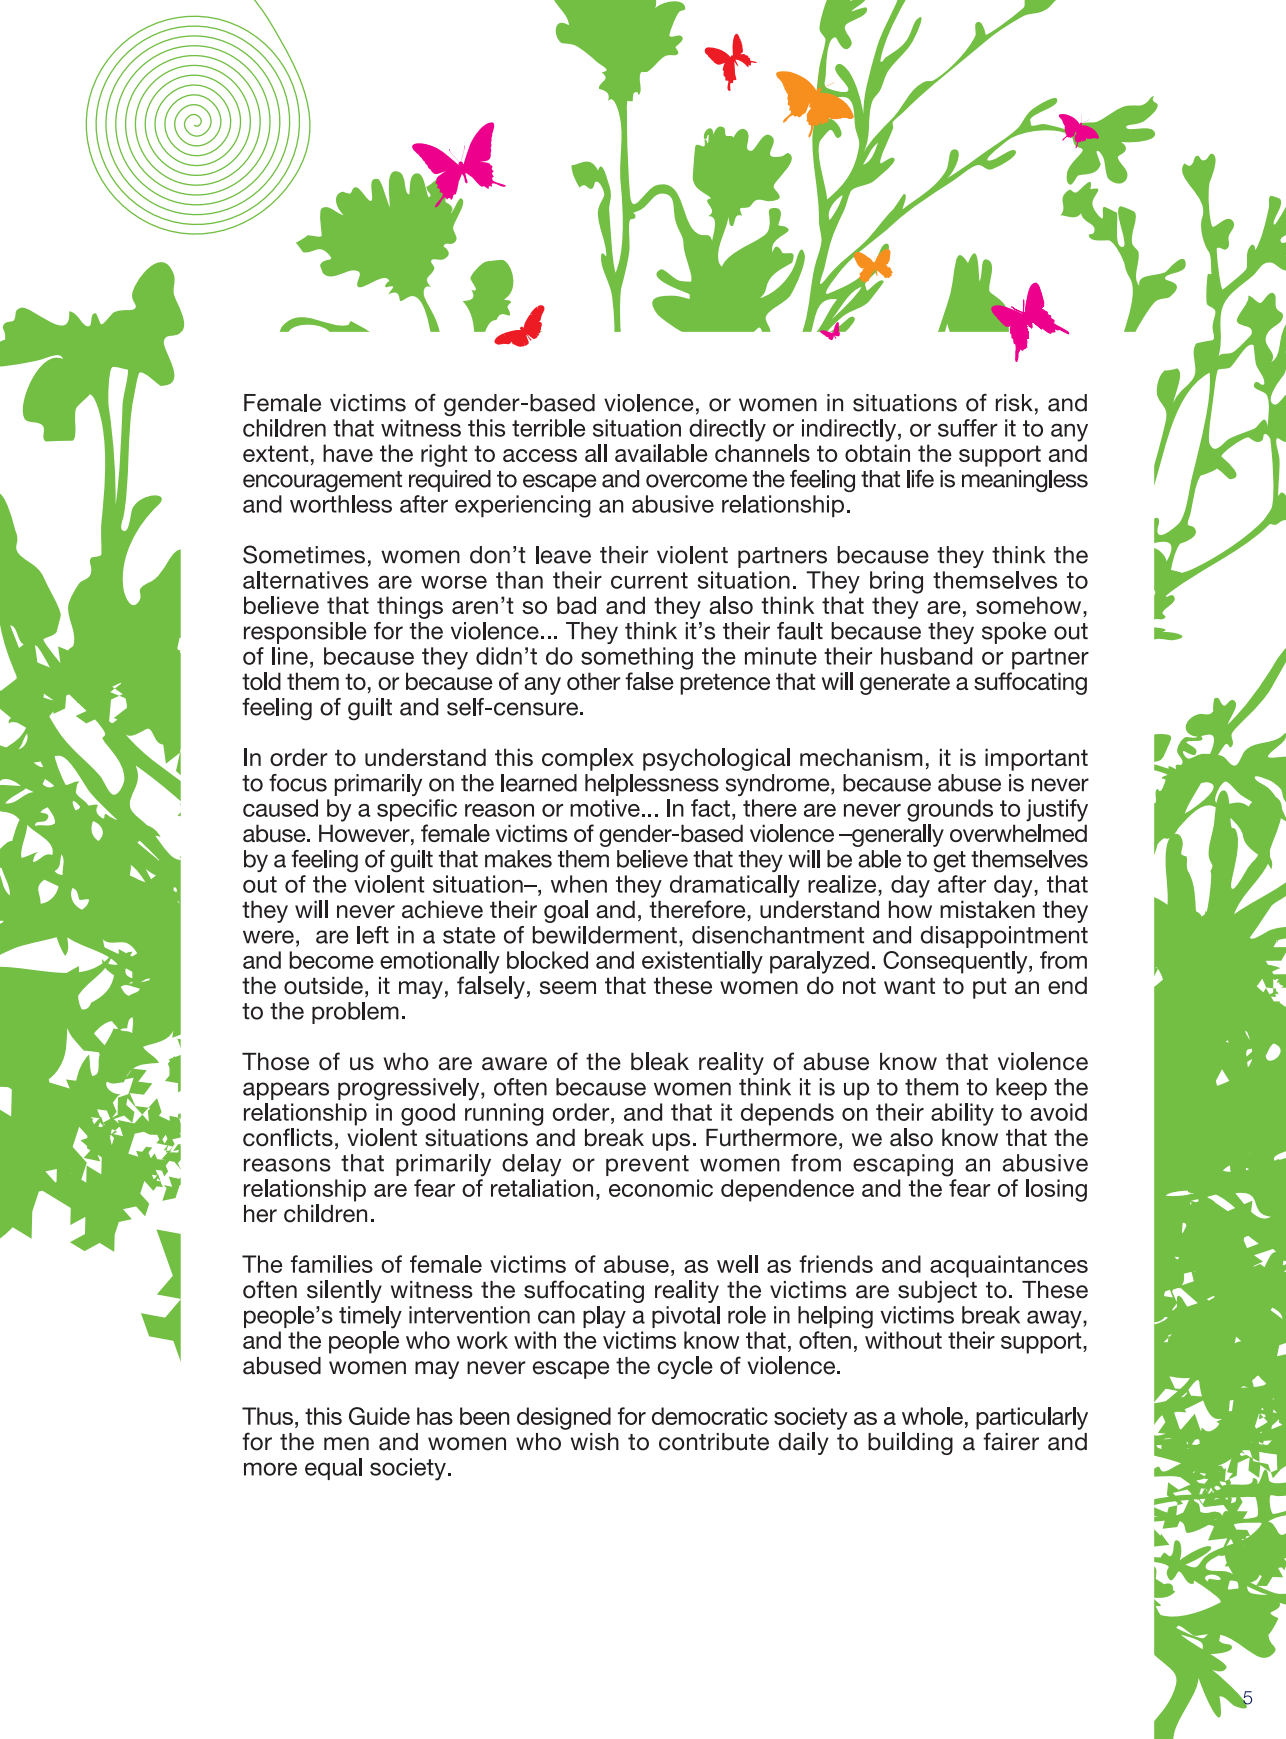 Female victims of gender-based violence, or women in situations of risk, and
children that witness this terrible situation directly or indirectly, or suffer it to any
extent, have the right to access all available channels to obtain the support and
encouragement required to escape and overcome the feeling that life is meaningless
and worthless after experiencing an abusive relationship.
Sometimes, women don’t leave their violent partners because they think the
alternatives are worse than their current situation. They bring themselves to
believe that things aren’t so bad and they also think that they are, somehow,
responsible for the violence... They think it’s their fault because they spoke out
of line, because they didn’t do something the minute their husband or partner
told them to, or because of any other false pretence that will generate a suffocating
feeling of guilt and self-censure.
In order to understand this complex psychological mechanism, it is important
to focus primarily on the learned helplessness syndrome, because abuse is never
caused by a specific reason or motive... In fact, there are never grounds to justify
abuse. However, female victims of gender-based violence –generally overwhelmed
by a feeling of guilt that makes them believe that they will be able to get themselves
out of the violent situation–, when they dramatically realize, day after day, that
they will never achieve their goal and, therefore, understand how mistaken they
were,  are left in a state of bewilderment, disenchantment and disappointment
and become emotionally blocked and existentially paralyzed. Consequently, from
the outside, it may, falsely, seem that these women do not want to put an end
to the problem.
Those of us who are aware of the bleak reality of abuse know that violence
appears progressively, often because women think it is up to them to keep the
relationship in good running order, and that it depends on their ability to avoid
conflicts, violent situations and break ups. Furthermore, we also know that the
reasons that primarily delay or prevent women from escaping an abusive
relationship are fear of retaliation, economic dependence and the fear of losing
her children.
The families of female victims of abuse, as well as friends and acquaintances
often silently witness the suffocating reality the victims are subject to. These
people’s timely intervention can play a pivotal role in helping victims break away,
and the people who work with the victims know that, often, without their support,
abused women may never escape the cycle of violence.
Thus, this Guide has been designed for democratic society as a whole, particularly
for the men and women who wish to contribute daily to building a fairer and
more equal society.
5